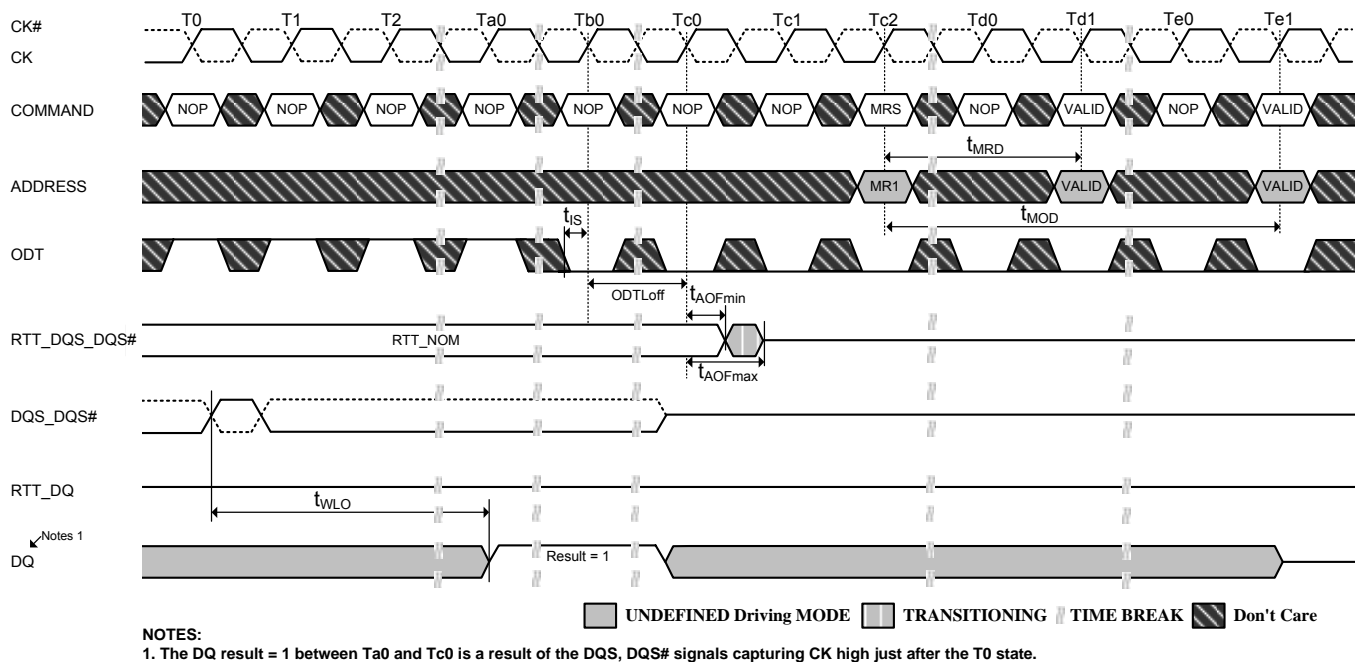 T0 T1 T2 Ta0 Tb0 Tc0 Tc1 Tc2 Td0 Td1 Te0 Te1
CK#
CK
COMMAND NOP NOP NOP NOP NOP NOP NOP MRS NOP VALID NOP VALID
tMRD
ADDRESS MR1 VALID VALID
tIS tMOD
ODT
ODTLoff tAOFmin
RTT_DQS_DQS# RTT_NOM
tAOFmax
DQS_DQS#
RTT_DQ
tWLO
Notes 1
DQ Result = 1
UNDEFINED Driving MODE TRANSITIONING TIME BREAK Don't Care
NOTES:
1. The DQ result = 1 between Ta0 and Tc0 is a result of the DQS, DQS# signals capturing CK high just after the T0 state.